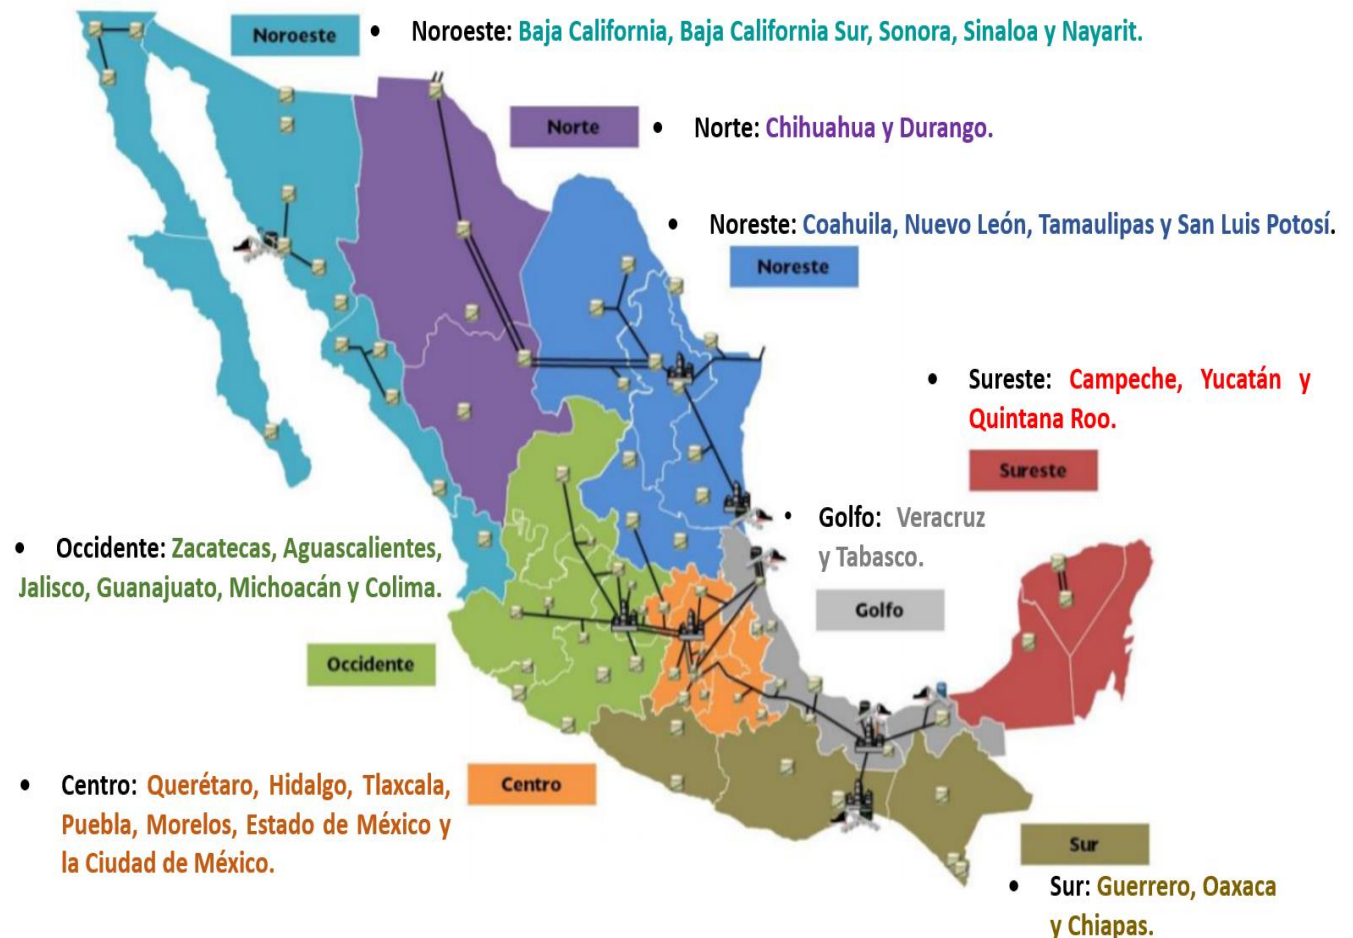 Noroeste
• Noroeste: Baja California, Baja California Sur, Sonora, Sinaloa y Nayarit.
Norte
• Norte: Chihuahua y Durango.
• Noreste: Coahuila, Nuevo León, Tamaulipas y San Luis Potosí.
Noreste
• Sureste: Campeche, Yucatán y
Quintana Roo.
Sureste
• Golfo: Veracruz
y Tabasco.
Golfo
• Occidente: Zacatecas, Aguascalientes,
Jalisco, Guanajuato, Michoacán y Colima.
Occidente
• Centro: Querétaro, Hidalgo, Tlaxcala,
Puebla, Morelos, Estado de México y
la Ciudad de México.
Centro
Sur
• Sur: Guerrero, Oaxaca
y Chiapas.